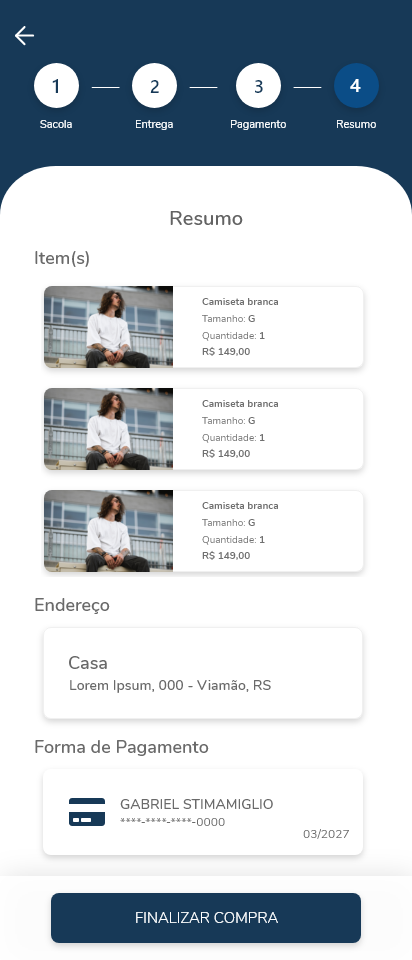 1 2 3 4
Sacola Entrega Pagamento Resumo
Resumo
Item(s)
Camiseta branca
Tamanho: G
Quantidade: 1
R$ 149,00
Camiseta branca
Tamanho: G
Quantidade: 1
R$ 149,00
Camiseta branca
Tamanho: G
Quantidade: 1
R$ 149,00
Endereço
Casa
Lorem Ipsum, 000 - Viamão, RS
Forma de Pagamento
GABRIEL STIMAMIGLIO
****-****-****-0000
03/2027
FINALIZAR COMPRA